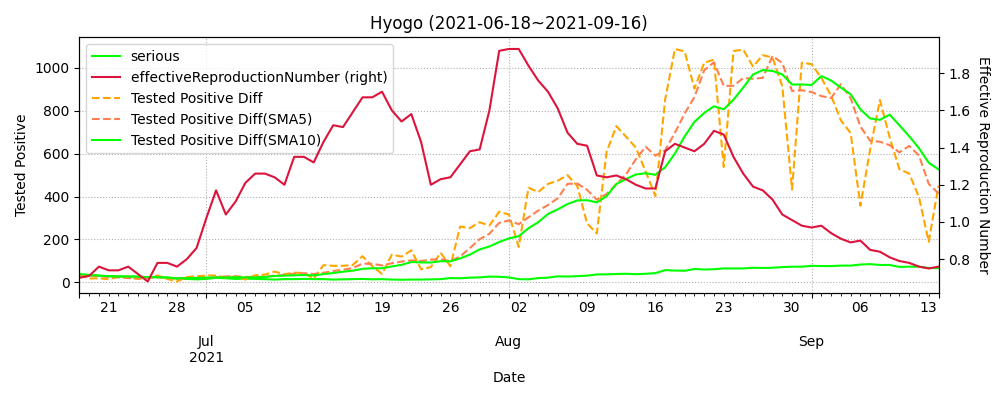 Hyogo (2021-06-18~2021-09-16)
serious
effectiveReproductionNumber (right)
Tested Positive Diff
Tested Positive Diff(SMA5)
Tested Positive Diff(SMA10)
Tested Positive
1000
800
600
400
200
0
1.8
1.6
1.4
1.2
1.0
0.8
Effective Reproduction Number
21 28 05 12 19 26 02 09 16 23 30 06 13
Jul Aug Sep
2021
Date